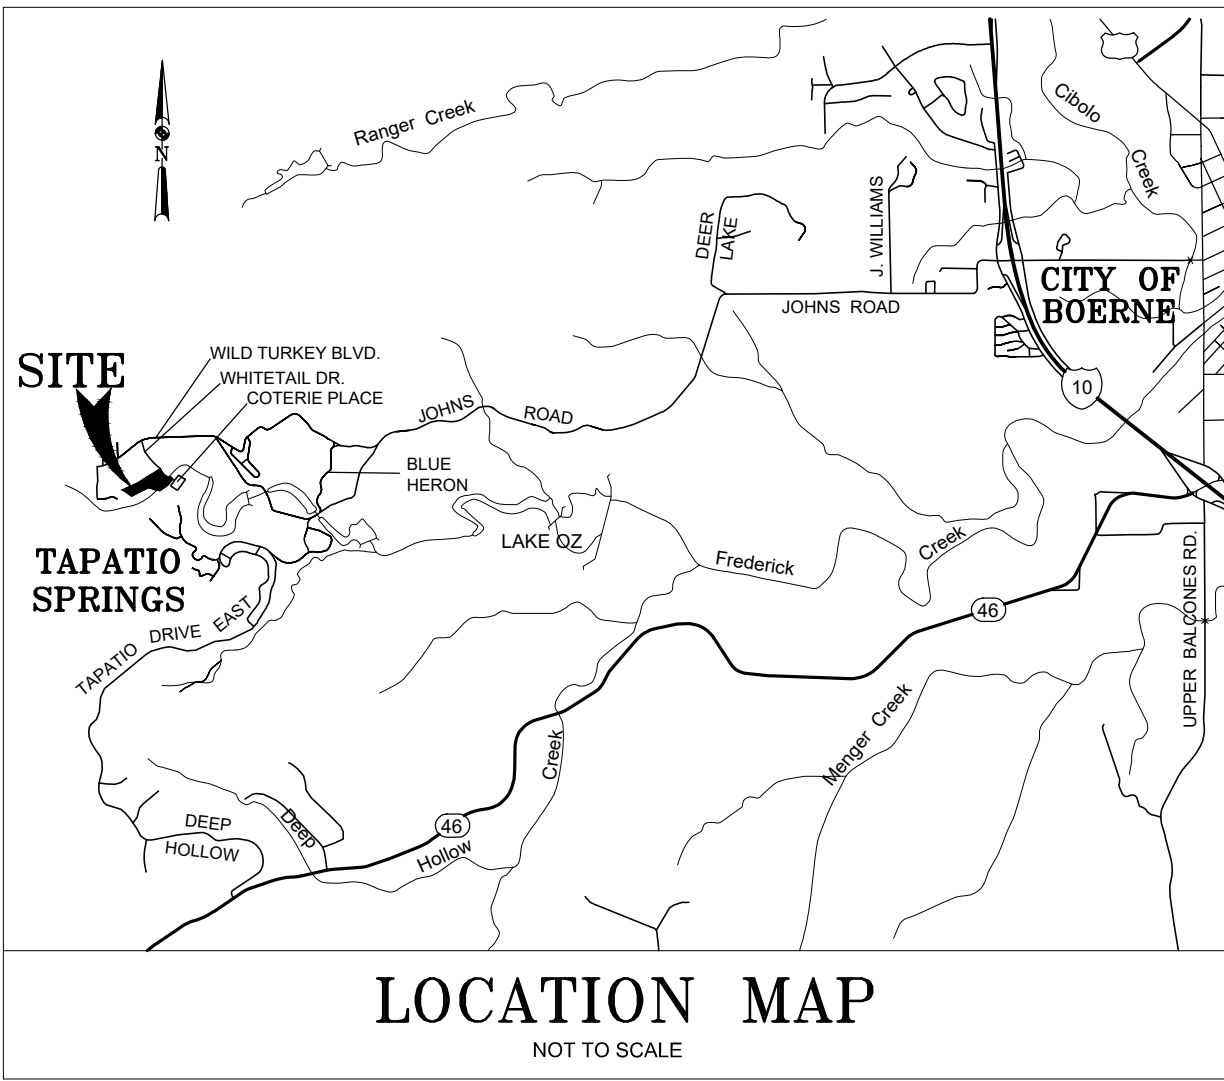 Ranger Creek
N
Cibolo
Creek
DEER
LAKE
J. WILLIAMS
CITY OF
BOERNE
JOHNS ROAD
10
SITE
WILD TURKEY BLVD.
WHITETAIL DR.
COTERIE PLACE
JOHNS ROAD
BLUE
HERON
LAKE OZ
Frederick Creek
TAPATIO
SPRINGS
46
UPPER BALCONES RD.
TAPATIO DRIVE EAST
Menger Creek
Creek
DEEP
HOLLOW
Deep
Hollow
46
LOCATION MAP
NOT TO SCALE